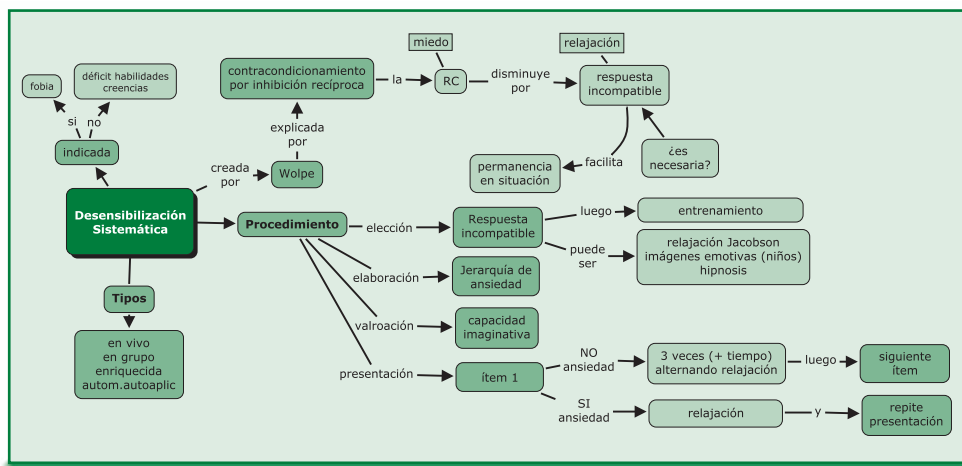 miedo
relajación
contracondicionamiento
por inhibición recíproca
la
RC
disminuye
por
respuesta
incompatible
fobia
déficit habilidades
creencias
si
no
indicada
explicada
por
creada
por
Wolpe
permanencia
en situación
facilita
¿es
necesaria?
Desensibilización
Sistemática
Procedimiento
elección
Respuesta
incompatible
luego
entrenamiento
puede
ser
relajación Jacobson
imágenes emotivas (niños)
hipnosis
elaboración
Jerarquía de
ansiedad
Tipos
en vivo
en grupo
enriquecida
autom.autoaplic
valroación
capacidad
imaginativa
presentación
ítem 1
NO
ansiedad
3 veces (+ tiempo)
alternando relajación
luego
siguiente
ítem
SI
ansiedad
relajación
y
repite
presentación